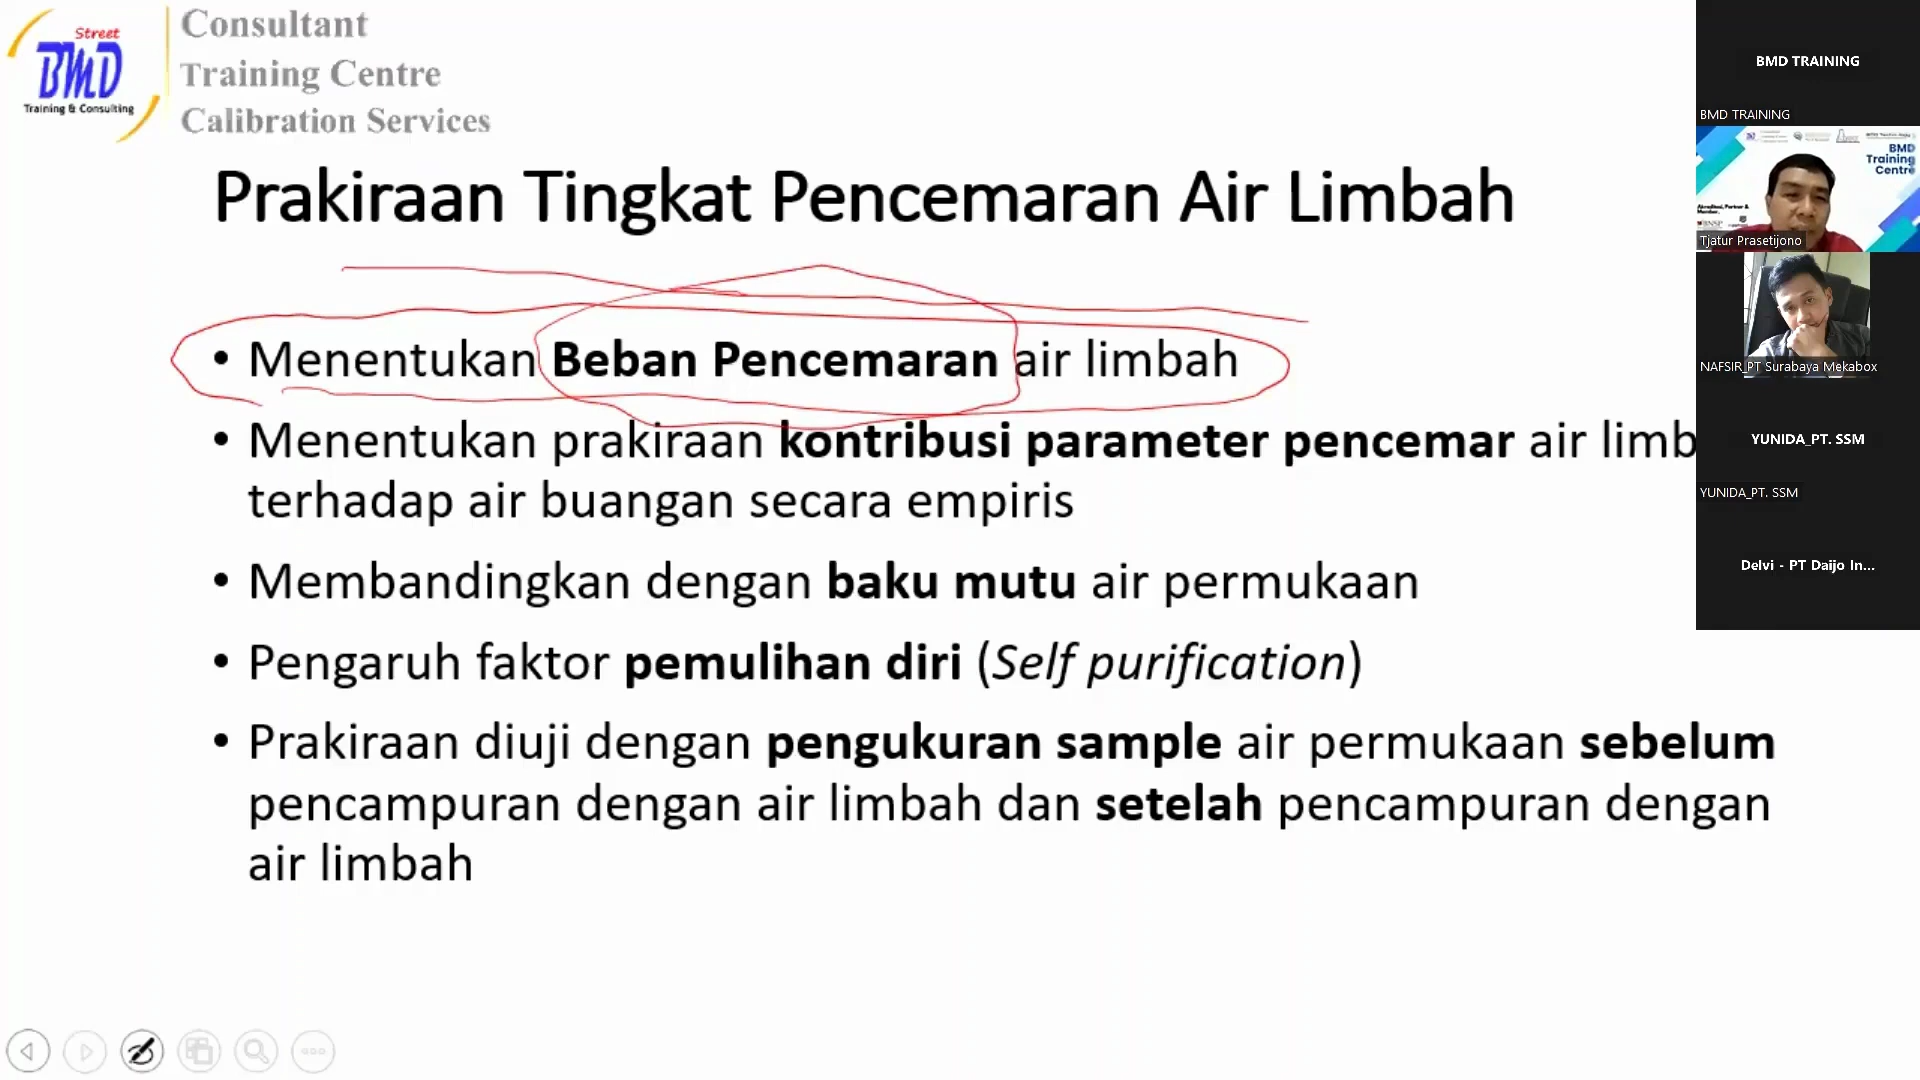 Street
BMD
Training & Consulting
Consultant
Training Centre
Calibration Services
Prakiraan Tingkat Pencemaran Air Limbah
• Menentukan Beban Pencemaran air limbah
• Menentukan prakiraan kontribusi parameter pencemar air limb
terhadap air buangan secara empiris
• Membandingkan dengan baku mutu air permukaan
• Pengaruh faktor pemulihan diri (Self purification)
• Prakiraan diuji dengan pengukuran sample air permukaan sebelum
pencampuran dengan air limbah dan setelah pencampuran dengan
air limbah
BMD TRAINING
BMD TRAINING
BMD
Training
Centre
Tjatur Prasetijono
NAFSIR_PT Surabaya Mekabox
YUNIDA_PT. SSM
YUNIDA_PT. SSM
Delvi - PT Daijo In...